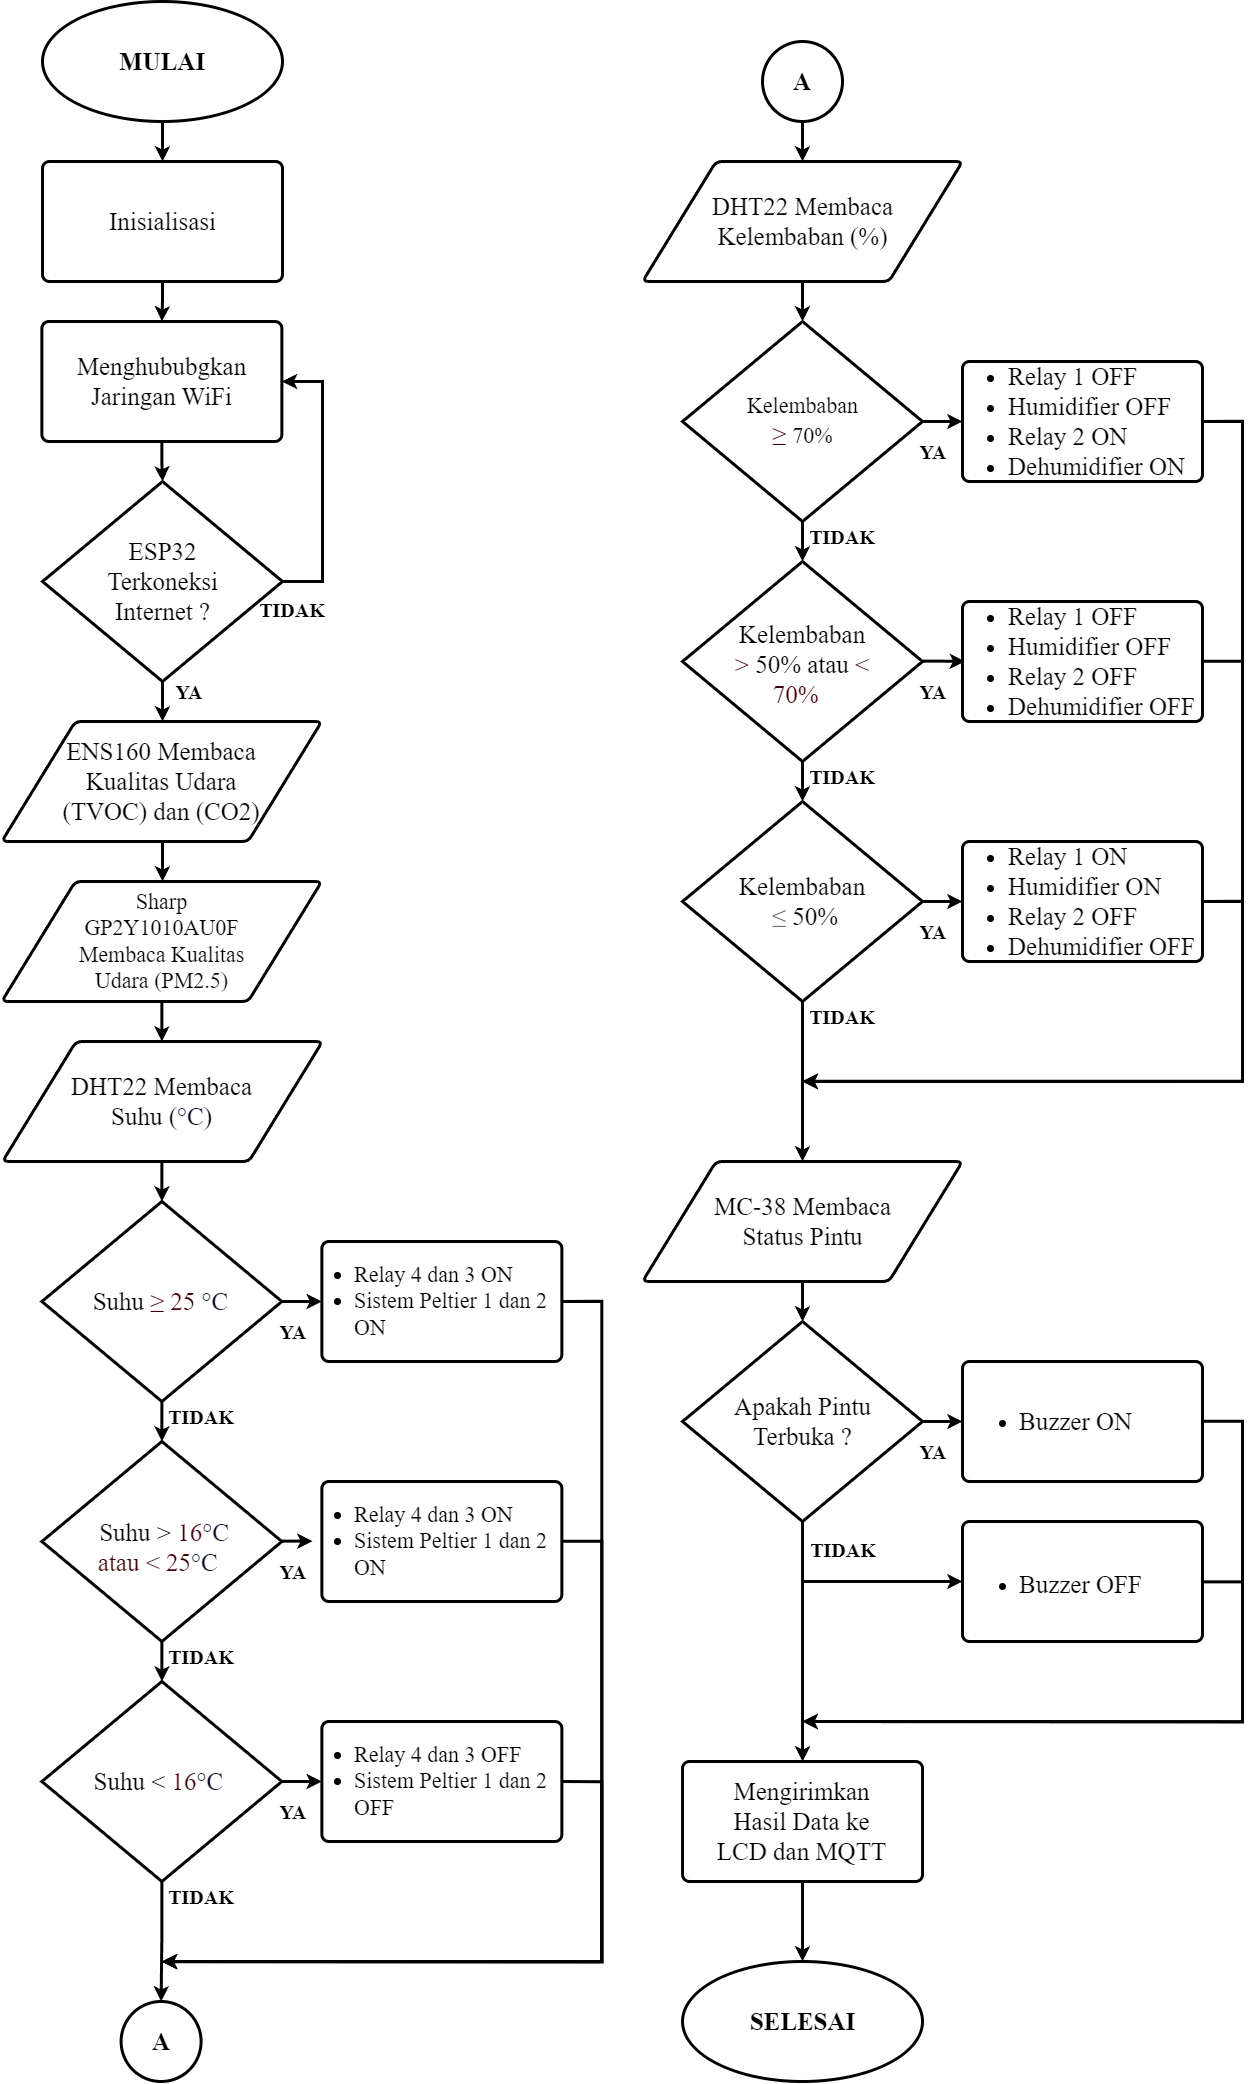 MULAI
Inisialisasi
Menghububgkan
Jaringan WiFi
ESP32
Terkoneksi
Internet ?
TIDAK
YA
ENS160 Membaca
Kualitas Udara
(TVOC) dan (CO2)
Sharp
GP2Y1010AU0F
Membaca Kualitas
Udara (PM2.5)
DHT22 Membaca
Suhu (°C)
Suhu ≥ 25 °C
YA
• Relay 4 dan 3 ON
• Sistem Peltier 1 dan 2
ON
TIDAK
Suhu > 16°C
atau < 25°C
YA
• Relay 4 dan 3 ON
• Sistem Peltier 1 dan 2
ON
TIDAK
Suhu < 16°C
YA
• Relay 4 dan 3 OFF
• Sistem Peltier 1 dan 2
OFF
TIDAK
A
A
DHT22 Membaca
Kelembaban (%)
Kelembaban
≥ 70%
YA
• Relay 1 OFF
• Humidifier OFF
• Relay 2 ON
• Dehumidifier ON
TIDAK
Kelembaban
> 50% atau <
70%
YA
• Relay 1 OFF
• Humidifier OFF
• Relay 2 OFF
• Dehumidifier OFF
TIDAK
Kelembaban
≤ 50%
YA
• Relay 1 ON
• Humidifier ON
• Relay 2 OFF
• Dehumidifier OFF
TIDAK
MC-38 Membaca
Status Pintu
Apakah Pintu
Terbuka ?
YA
• Buzzer ON
TIDAK
• Buzzer OFF
Mengirimkan
Hasil Data ke
LCD dan MQTT
SELESAI